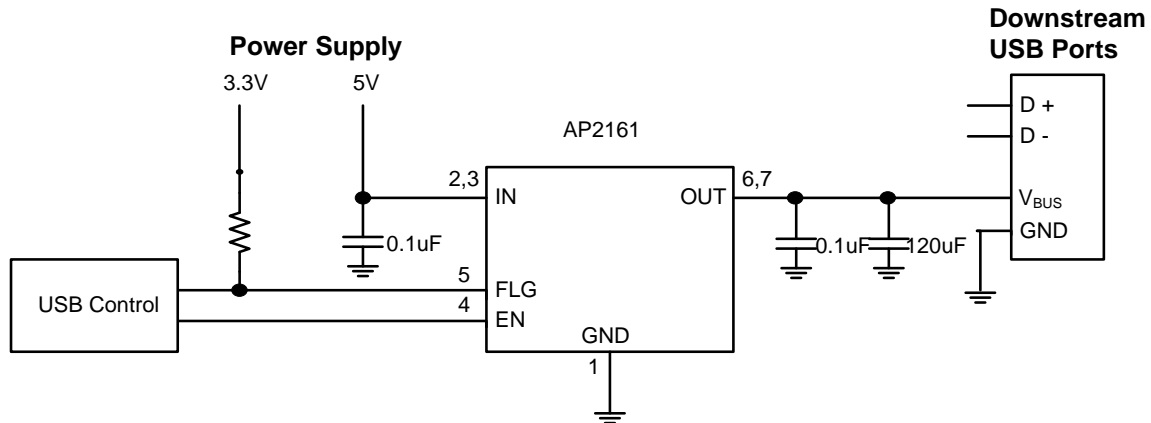 Downstream
USB Ports
Power Supply
3.3V 5V
D +
D -
AP2161
2,3 IN OUT 6,7
V_BUS
GND
0.1uF 0.1uF 120uF
USB Control
5 FLG
4 EN
GND
1